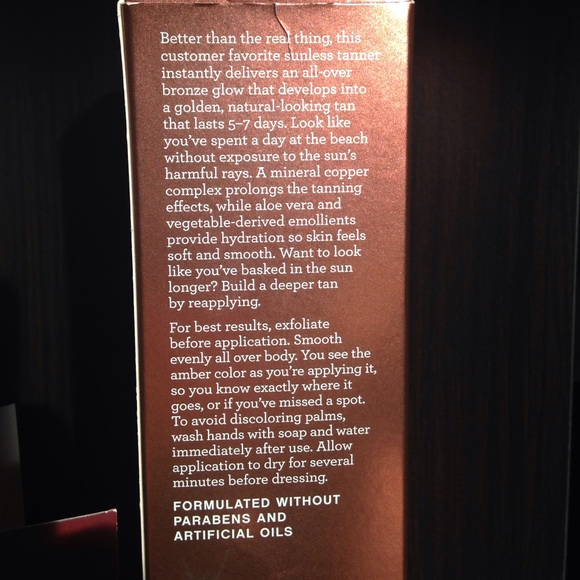 Better than the real thing, this
customer favorite sunless tanner
instantly delivers an all-over
bronze glow that develops into
a golden, natural-looking tan
that lasts 5–7 days. Look like
you've spent a day at the beach
without exposure to the sun's
harmful rays. A mineral copper
complex prolongs the tanning
effects, while aloe vera and
vegetable-derived emollients
provide hydration so skin feels
soft and smooth. Want to look
like you've basked in the sun
longer? Build a deeper tan
by reapplying.
For best results, exfoliate
before application. Smooth
evenly all over body. You see the
amber color as you're applying it,
so you know exactly where it
goes, or if you've missed a spot.
To avoid discoloring palms,
wash hands with soap and water
immediately after use. Allow
application to dry for several
minutes before dressing.
FORMULATED WITHOUT
PARABENS AND
ARTIFICIAL OILS